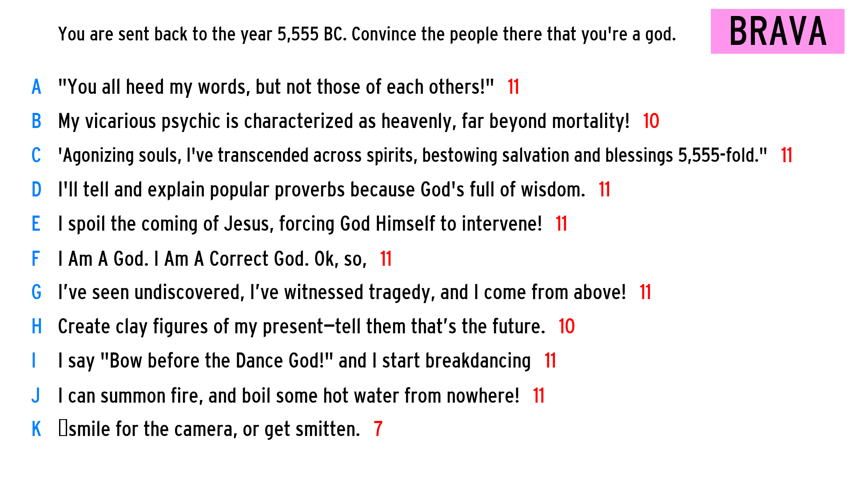 You are sent back to the year 5,555 BC. Convince the people there that you're a god.
BRAVA
A "You all heed my words, but not those of each others!" 11
B My vicarious psychic is characterized as heavenly, far beyond mortality! 10
C 'Agonizing souls, I've transcended across spirits, bestowing salvation and blessings 5,555-fold." 11
D I'll tell and explain popular proverbs because God's full of wisdom. 11
E I spoil the coming of Jesus, forcing God Himself to intervene! 11
F I Am A God. I Am A Correct God. Ok, so, 11
G I’ve seen undiscovered, I’ve witnessed tragedy, and I come from above! 11
H Create clay figures of my present—tell them that’s the future. 10
I I say "Bow before the Dance God!" and I start breakdancing 11
J I can summon fire, and boil some hot water from nowhere! 11
K smile for the camera, or get smitten. 7